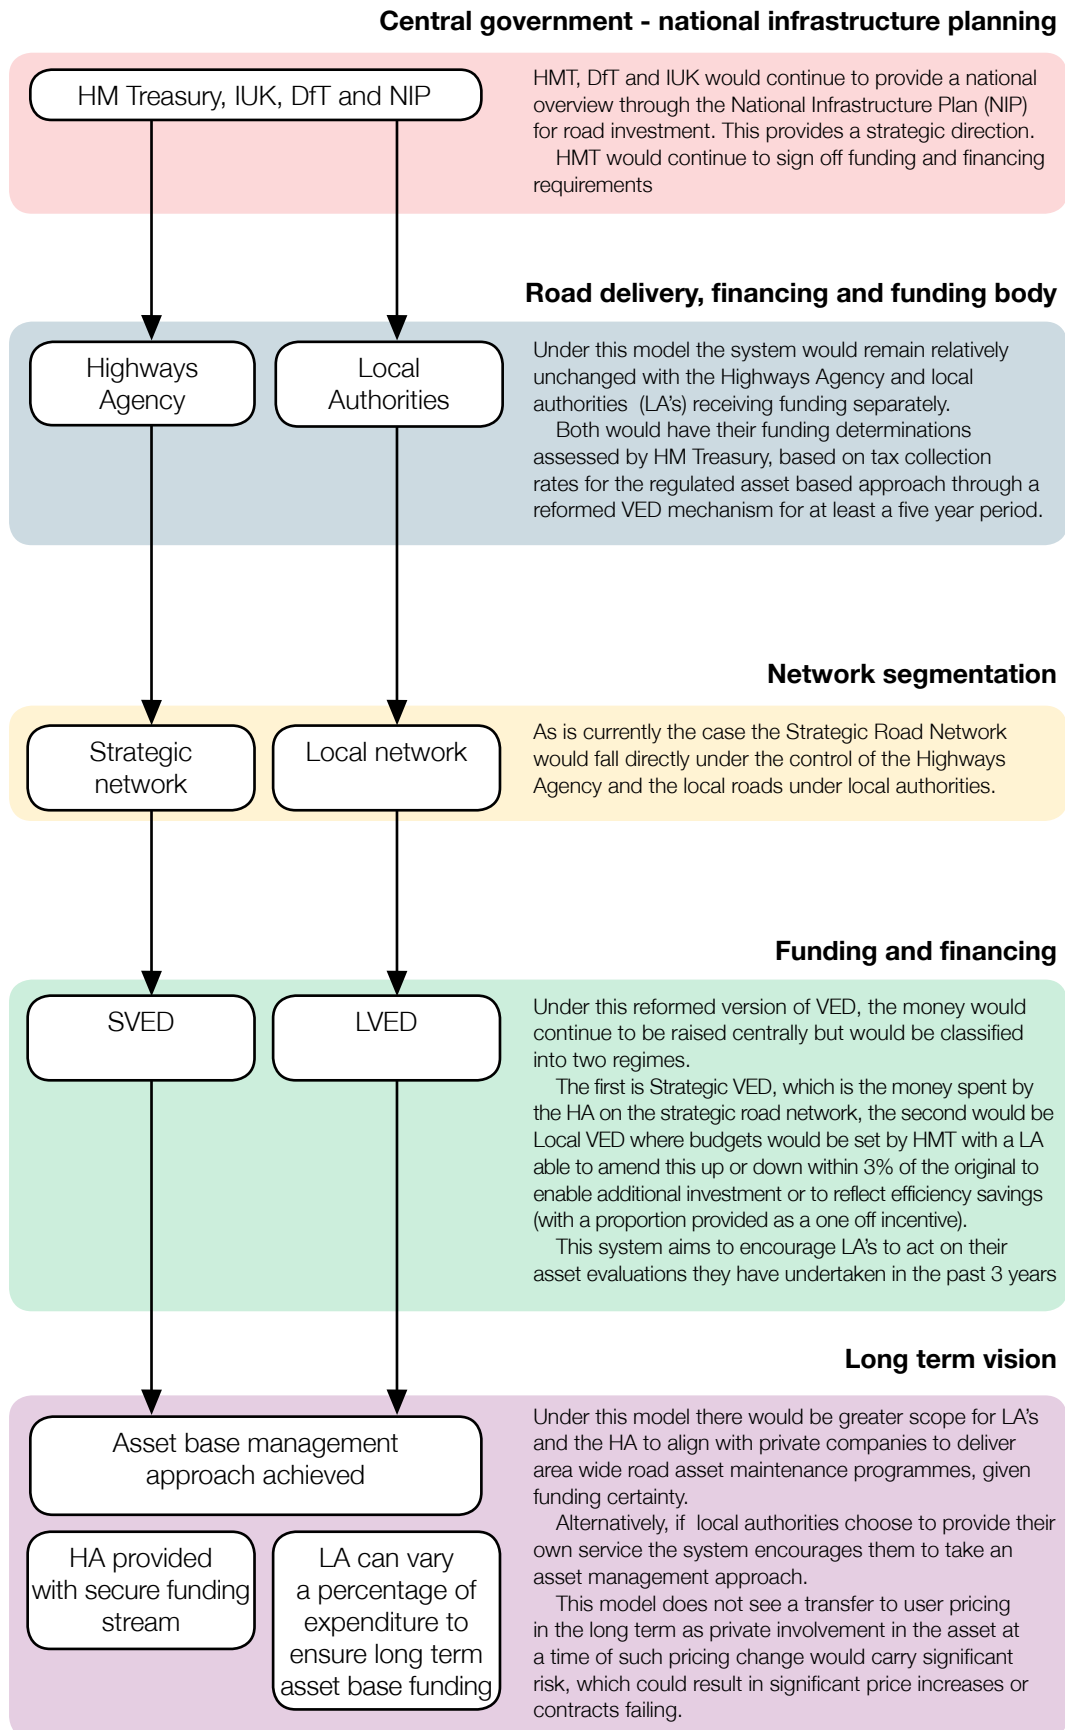 Central government - national infrastructure planning
HM Treasury, IUK, DfT and NIP
HMT, DfT and IUK would continue to provide a national
overview through the National Infrastructure Plan (NIP)
for road investment. This provides a strategic direction.
HMT would continue to sign off funding and financing
requirements
Road delivery, financing and funding body
Highways
Agency
Local
Authorities
Under this model the system would remain relatively
unchanged with the Highways Agency and local
authorities (LA's) receiving funding separately.
Both would have their funding determinations
assessed by HM Treasury, based on tax collection
rates for the regulated asset based approach through a
reformed VED mechanism for at least a five year period.
Network segmentation
Strategic
network
Local network
As is currently the case the Strategic Road Network
would fall directly under the control of the Highways
Agency and the local roads under local authorities.
Funding and financing
SVED
LVED
Under this reformed version of VED, the money would
continue to be raised centrally but would be classified
into two regimes.
The first is Strategic VED, which is the money spent by
the HA on the strategic road network, the second would be
Local VED where budgets would be set by HMT with a LA
able to amend this up or down within 3% of the original to
enable additional investment or to reflect efficiency savings
(with a proportion provided as a one off incentive).
This system aims to encourage LA's to act on their
asset evaluations they have undertaken in the past 3 years
Long term vision
Asset base management
approach achieved
HA provided
with secure funding
stream
LA can vary
a percentage of
expenditure to
ensure long term
asset base funding
Under this model there would be greater scope for LA's
and the HA to align with private companies to deliver
area wide road asset maintenance programmes, given
funding certainty.
Alternatively, if local authorities choose to provide their
own service the system encourages them to take an
asset management approach.
This model does not see a transfer to user pricing
in the long term as private involvement in the asset at
a time of such pricing change would carry significant
risk, which could result in significant price increases or
contracts failing.